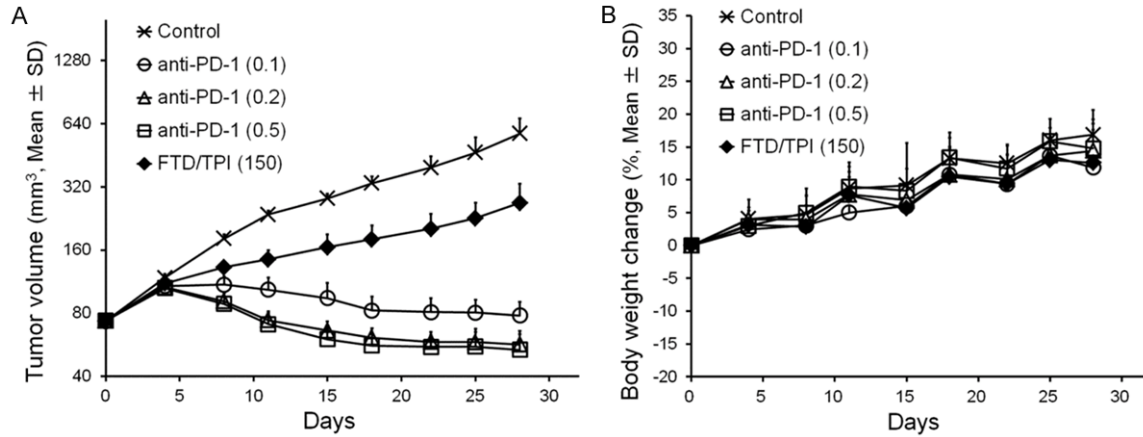 A
Tumor volume (mm³, Mean ± SD)
1280
640
320
160
80
40
Control
anti-PD-1 (0.1)
anti-PD-1 (0.2)
anti-PD-1 (0.5)
FTD/TPI (150)
0 5 10 15 20 25 30
Days
B
Body weight change (%, Mean ± SD)
35
30
25
20
15
10
5
0
-5
-10
-15
-20
Control
anti-PD-1 (0.1)
anti-PD-1 (0.2)
anti-PD-1 (0.5)
FTD/TPI (150)
0 5 10 15 20 25 30
Days